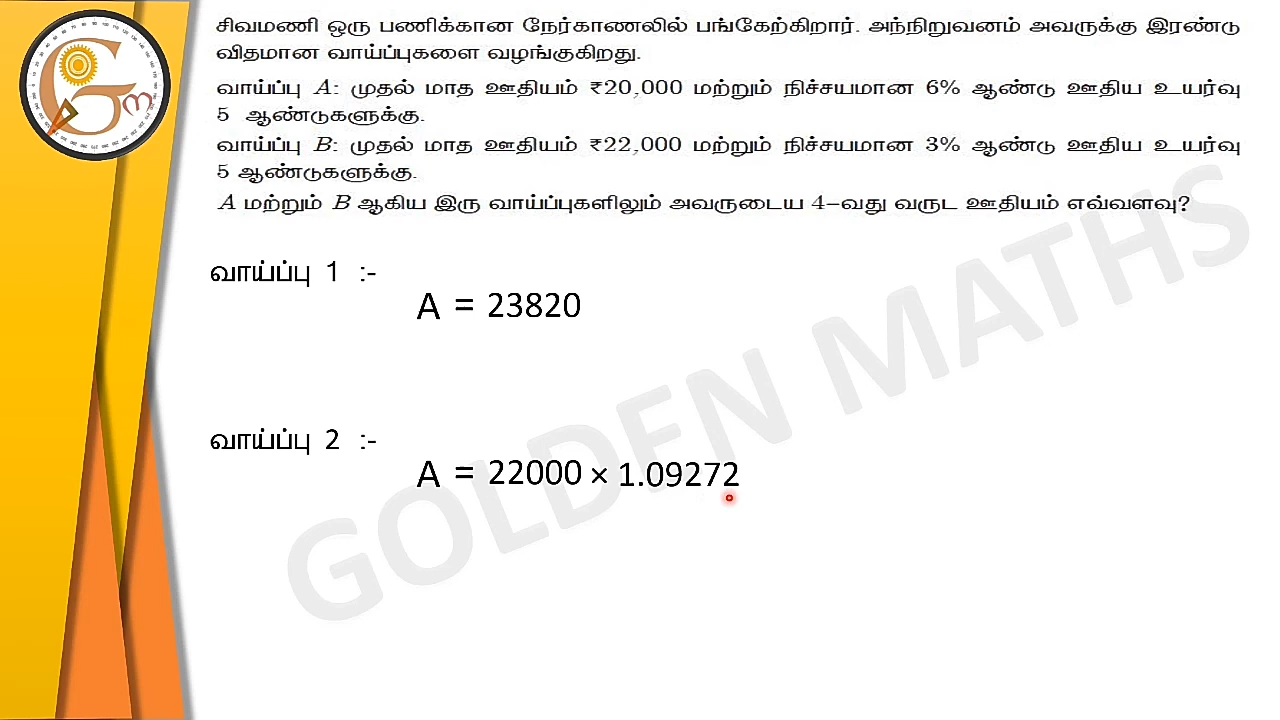 சிவமணி ஒரு பணிக்கான நேர்காணலில் பங்கேற்கிறார். அந்நிறுவனம் அவருக்கு இரண்டு
விதமான வாய்ப்புகளை வழங்குகிறது.
வாய்ப்பு A: முதல் மாத ஊதியம் ₹20,000 மற்றும் நிச்சயமான 6% ஆண்டு ஊதிய உயர்வு
5 ஆண்டுகளுக்கு.
வாய்ப்பு B: முதல் மாத ஊதியம் ₹22,000 மற்றும் நிச்சயமான 3% ஆண்டு ஊதிய உயர்வு
5 ஆண்டுகளுக்கு.
A மற்றும் B ஆகிய இரு வாய்ப்புகளிலும் அவருடைய 4–வது வருட ஊதியம் எவ்வளவு?
வாய்ப்பு 1 :-
A = 23820
வாய்ப்பு 2 :-
A = 22000 × 1.09272
GOLDEN MATHS